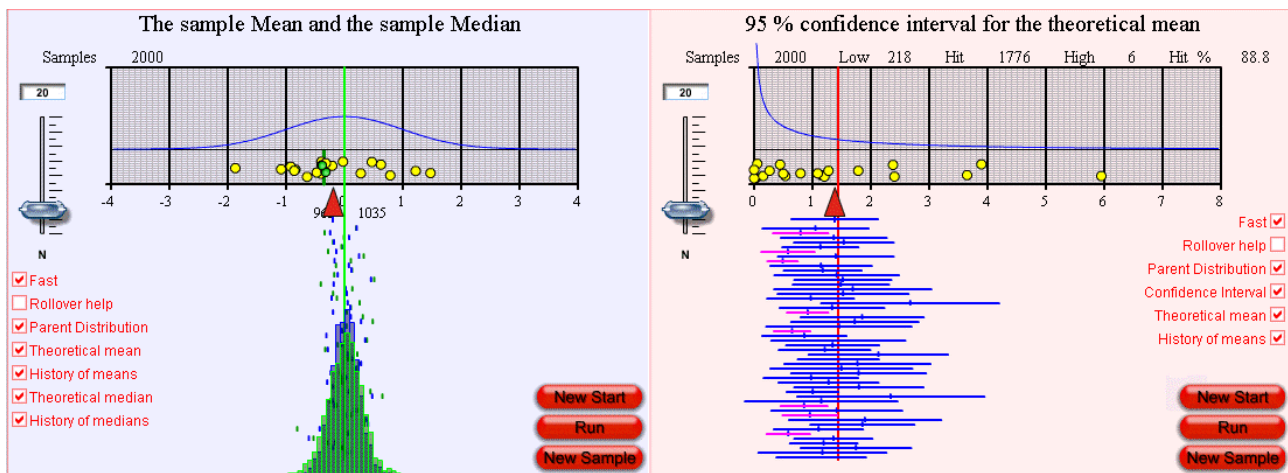 The sample Mean and the sample Median
Samples 2000
20
-4 -3 -2 -1 0 1 2 3 4
1035
N
Fast
Rollover help
Parent Distribution
Theoretical mean
History of means
Theoretical median
History of medians
New Start
Run
New Sample
95 % confidence interval for the theoretical mean
Samples 2000 Low 218 Hit 1776 High 6 Hit % 88.8
20
0 1 2 3 4 5 6 7 8
N
Fast
Rollover help
Parent Distribution
Confidence Interval
Theoretical mean
History of means
New Start
Run
New Sample